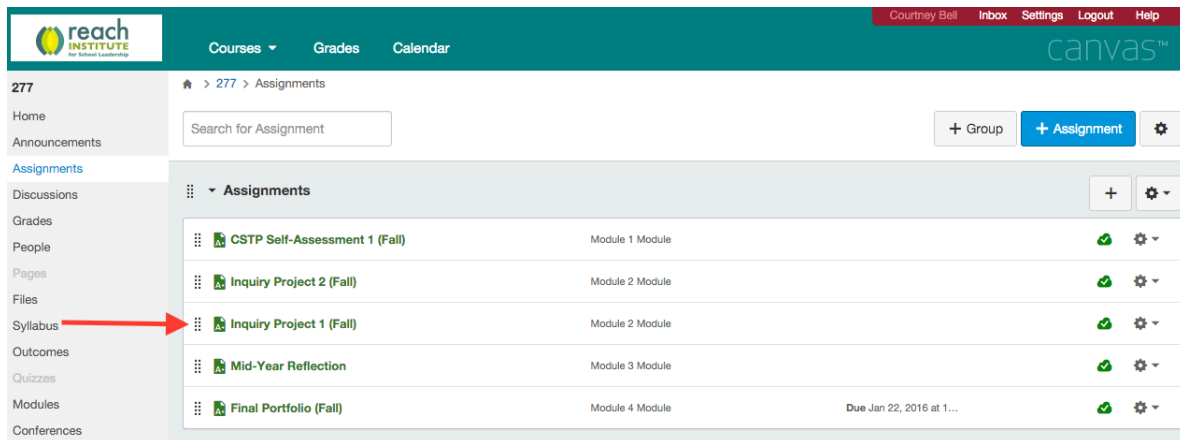 Courtney Bell Inbox Settings Logout Help
reach
INSTITUTE
for School Leadership
Courses Grades Calendar
canvas™
277
277 > Assignments
Home
Announcements
Assignments
Discussions
Grades
People
Pages
Files
Syllabus
Outcomes
Quizzes
Modules
Conferences
Search for Assignment
+ Group + Assignment
Assignments
CSTP Self-Assessment 1 (Fall) Module 1 Module
Inquiry Project 2 (Fall) Module 2 Module
Inquiry Project 1 (Fall) Module 2 Module
Mid-Year Reflection Module 3 Module
Final Portfolio (Fall) Module 4 Module Due Jan 22, 2016 at 1...